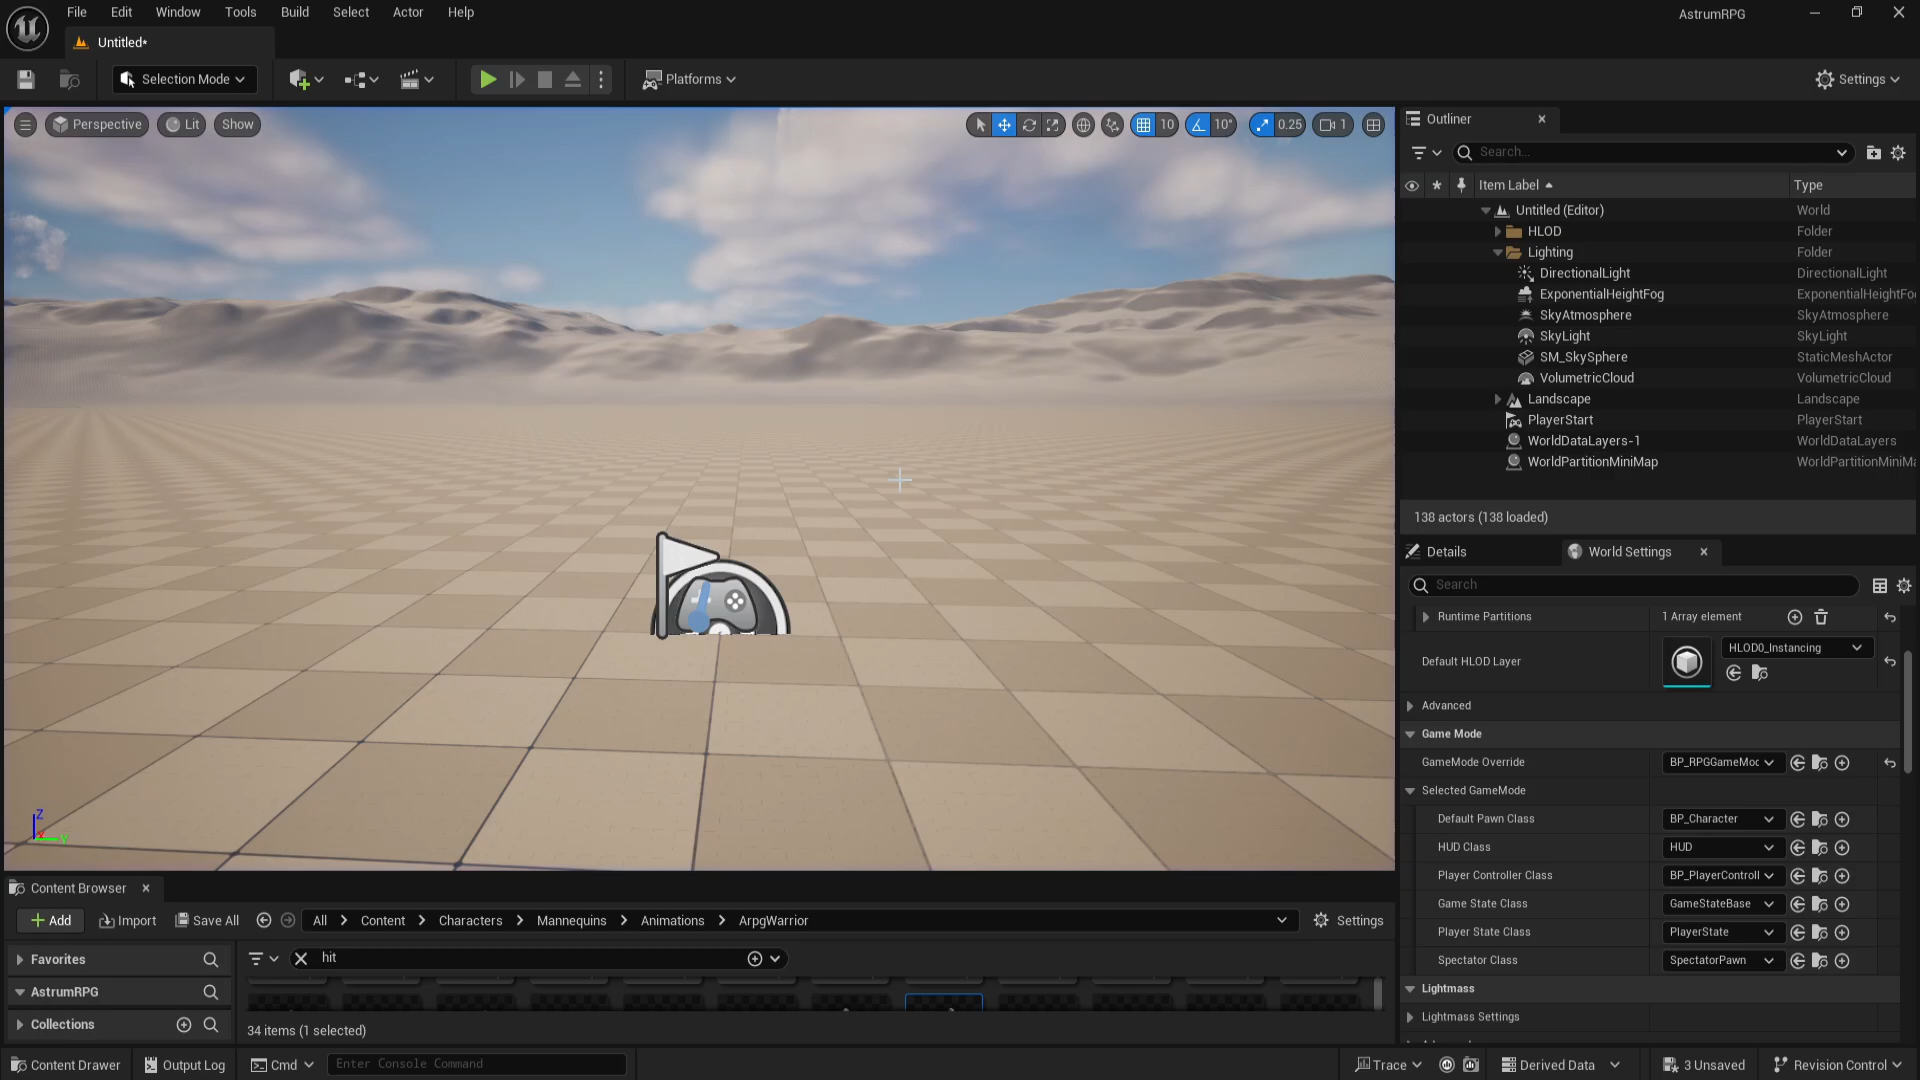 File Edit Window Tools Build Select Actor Help
AstrumRPG
Untitled*
Selection Mode
Platforms
Settings
Perspective Lit Show
10 10° 0.25 1
Outliner
Search...
Item Label Type
Untitled (Editor) World
HLOD Folder
Lighting Folder
DirectionalLight DirectionalLight
ExponentialHeightFog ExponentialHeightFo
SkyAtmosphere SkyAtmosphere
SkyLight SkyLight
SM_SkySphere StaticMeshActor
VolumetricCloud VolumetricCloud
Landscape Landscape
PlayerStart PlayerStart
WorldDataLayers-1 WorldDataLayers
WorldPartitionMiniMap WorldPartitionMiniMa
138 actors (138 loaded)
Details World Settings
Search
Runtime Partitions 1 Array element
Default HLOD Layer HLOD0_Instancing
Advanced
Game Mode
GameMode Override BP_RPGGameMoc
Selected GameMode
Default Pawn Class BP_Character
HUD Class HUD
Player Controller Class BP_PlayerControll
Game State Class GameStateBase
Player State Class PlayerState
Spectator Class SpectatorPawn
Lightmass
Lightmass Settings
Z
Y
Content Browser
Add Import Save All All Content Characters Mannequins Animations ArpgWarrior Settings
Favorites
hit
AstrumRPG
Collections
34 items (1 selected)
Content Drawer Output Log Cmd Enter Console Command Trace Derived Data 3 Unsaved Revision Control